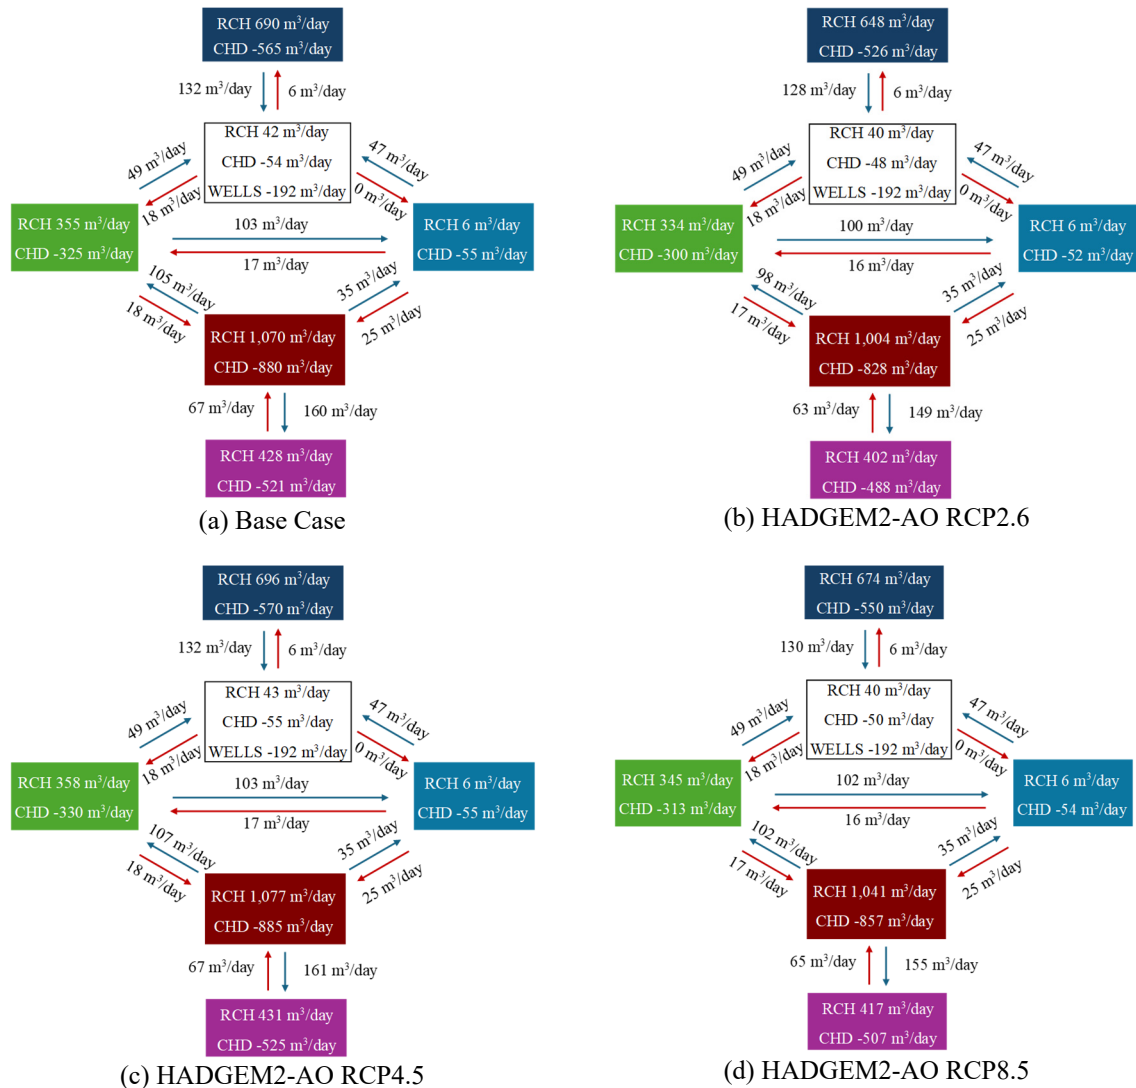 RCH 690 m³/day
CHD -565 m³/day
132 m³/day
6 m³/day
RCH 42 m³/day
CHD -54 m³/day
WELLS -192 m³/day
49 m³/day
18 m³/day
47 m³/day
0 m³/day
RCH 355 m³/day
CHD -325 m³/day
103 m³/day
17 m³/day
RCH 6 m³/day
CHD -55 m³/day
105 m³/day
18 m³/day
35 m³/day
25 m³/day
RCH 1,070 m³/day
CHD -880 m³/day
67 m³/day
160 m³/day
RCH 428 m³/day
CHD -521 m³/day
(a) Base Case
RCH 648 m³/day
CHD -526 m³/day
128 m³/day
6 m³/day
RCH 40 m³/day
CHD -48 m³/day
WELLS -192 m³/day
49 m³/day
18 m³/day
47 m³/day
0 m³/day
RCH 334 m³/day
CHD -300 m³/day
100 m³/day
16 m³/day
RCH 6 m³/day
CHD -52 m³/day
98 m³/day
17 m³/day
35 m³/day
25 m³/day
RCH 1,004 m³/day
CHD -828 m³/day
63 m³/day
149 m³/day
RCH 402 m³/day
CHD -488 m³/day
(b) HADGEM2-AO RCP2.6
RCH 696 m³/day
CHD -570 m³/day
132 m³/day
6 m³/day
RCH 43 m³/day
CHD -55 m³/day
WELLS -192 m³/day
49 m³/day
18 m³/day
47 m³/day
0 m³/day
RCH 358 m³/day
CHD -330 m³/day
103 m³/day
17 m³/day
RCH 6 m³/day
CHD -55 m³/day
107 m³/day
18 m³/day
35 m³/day
25 m³/day
RCH 1,077 m³/day
CHD -885 m³/day
67 m³/day
161 m³/day
RCH 431 m³/day
CHD -525 m³/day
(c) HADGEM2-AO RCP4.5
RCH 674 m³/day
CHD -550 m³/day
130 m³/day
6 m³/day
RCH 40 m³/day
CHD -50 m³/day
WELLS -192 m³/day
49 m³/day
18 m³/day
47 m³/day
0 m³/day
RCH 345 m³/day
CHD -313 m³/day
102 m³/day
16 m³/day
RCH 6 m³/day
CHD -54 m³/day
102 m³/day
17 m³/day
35 m³/day
25 m³/day
RCH 1,041 m³/day
CHD -857 m³/day
65 m³/day
155 m³/day
RCH 417 m³/day
CHD -507 m³/day
(d) HADGEM2-AO RCP8.5